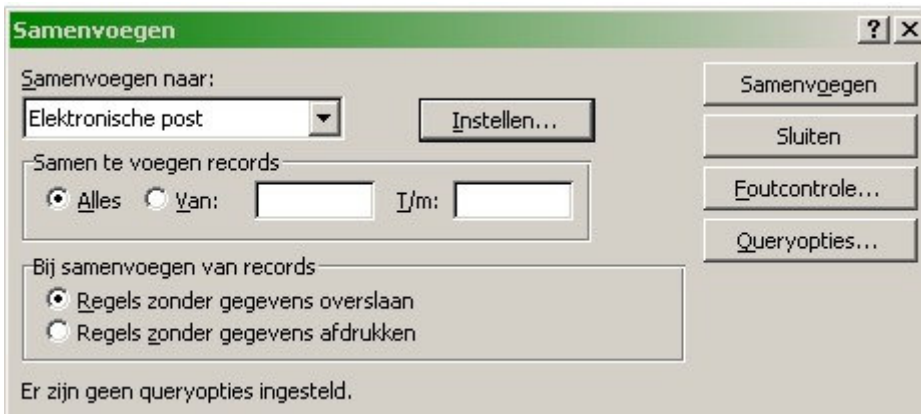 Samenvoegen
Samenvoegen naar:
Elektronische post
Instellen...
Samen te voegen records
Alles
Van:
T/m:
Bij samenvoegen van records
Regels zonder gegevens overslaan
Regels zonder gegevens afdrukken
Er zijn geen queryopties ingesteld.
Samenvoegen
Sluiten
Foutcontrole...
Queryopties...